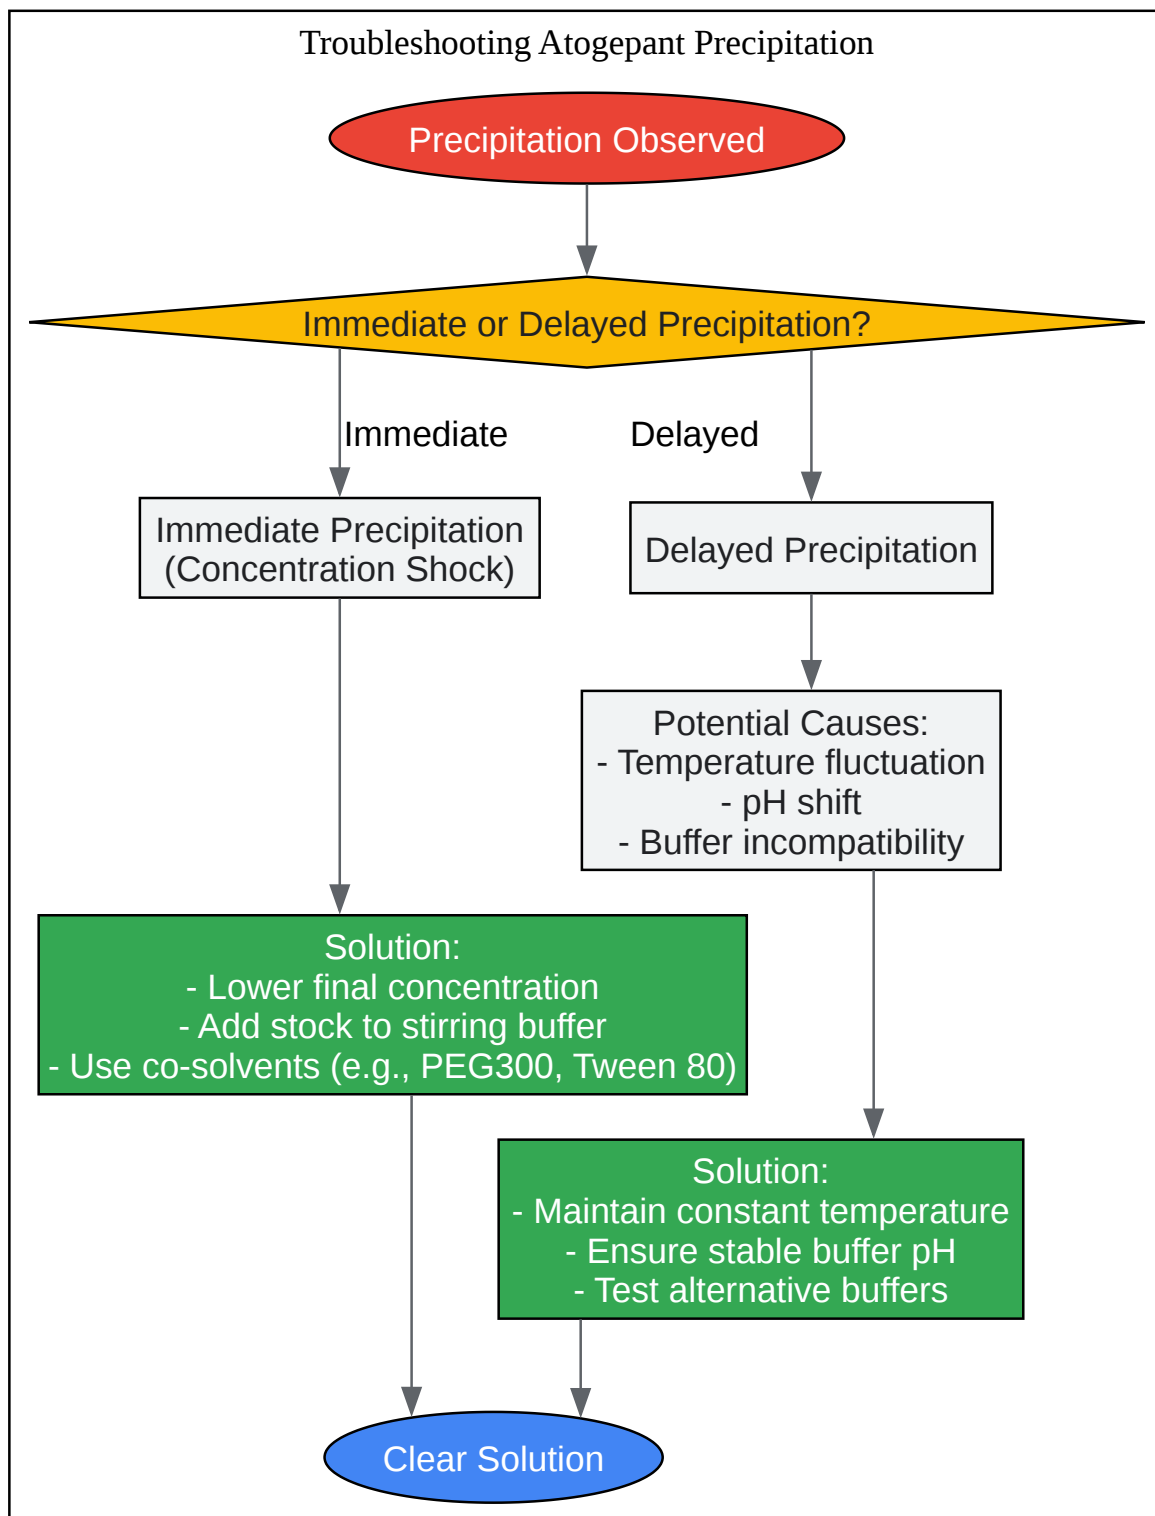 Troubleshooting Atogepant Precipitation
Precipitation Observed
Immediate or Delayed Precipitation?
Immediate
Delayed
Immediate Precipitation
(Concentration Shock)
Delayed Precipitation
Potential Causes:
- Temperature fluctuation
- pH shift
- Buffer incompatibility
Solution:
- Lower final concentration
- Add stock to stirring buffer
- Use co-solvents (e.g., PEG300, Tween 80)
Solution:
- Maintain constant temperature
- Ensure stable buffer pH
- Test alternative buffers
Clear Solution